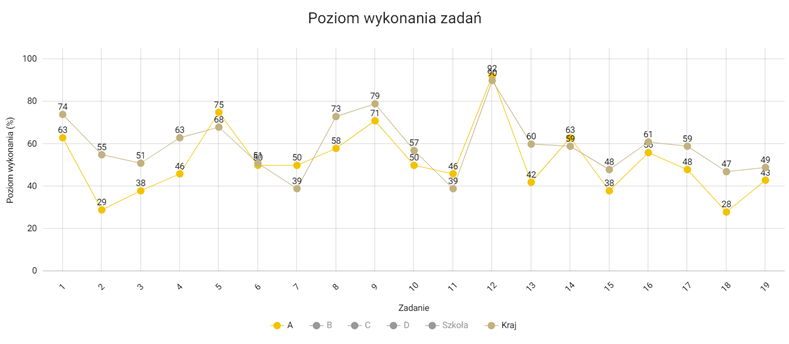 Poziom wykonania zadań
Poziom wykonania (%)
100
80
60
40
20
0
74 55 51 63 68 51 39 73 79 57 39 90 60 59 48 61 59 47 49
63 29 38 46 75 50 50 58 71 50 46 92 42 63 38 56 48 28 43
1 2 3 4 5 6 7 8 9 10 11 12 13 14 15 16 17 18 19
Zadanie
A B C D Szkoła Kraj